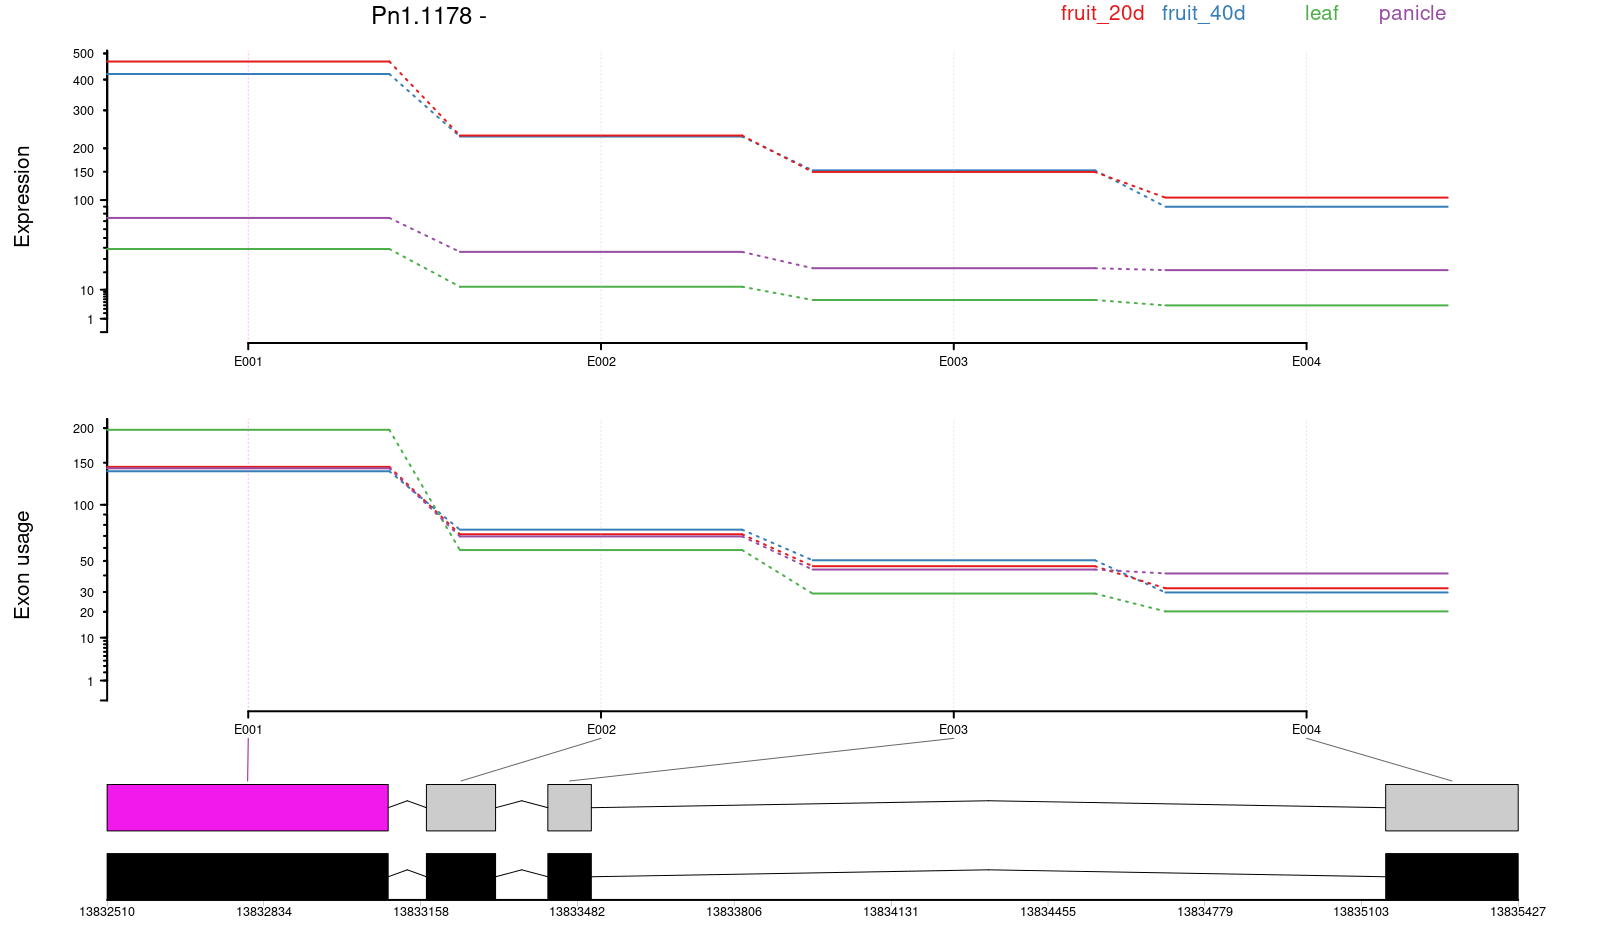 Pn1.1178 -
fruit_20d fruit_40d leaf panicle
Expression
500
400
300
200
150
100
10
1
E001 E002 E003 E004
Exon usage
200
150
100
50
30
20
10
1
E001 E002 E003 E004
13832510 13832834 13833158 13833482 13833806 13834131 13834455 13834779 13835103 13835427